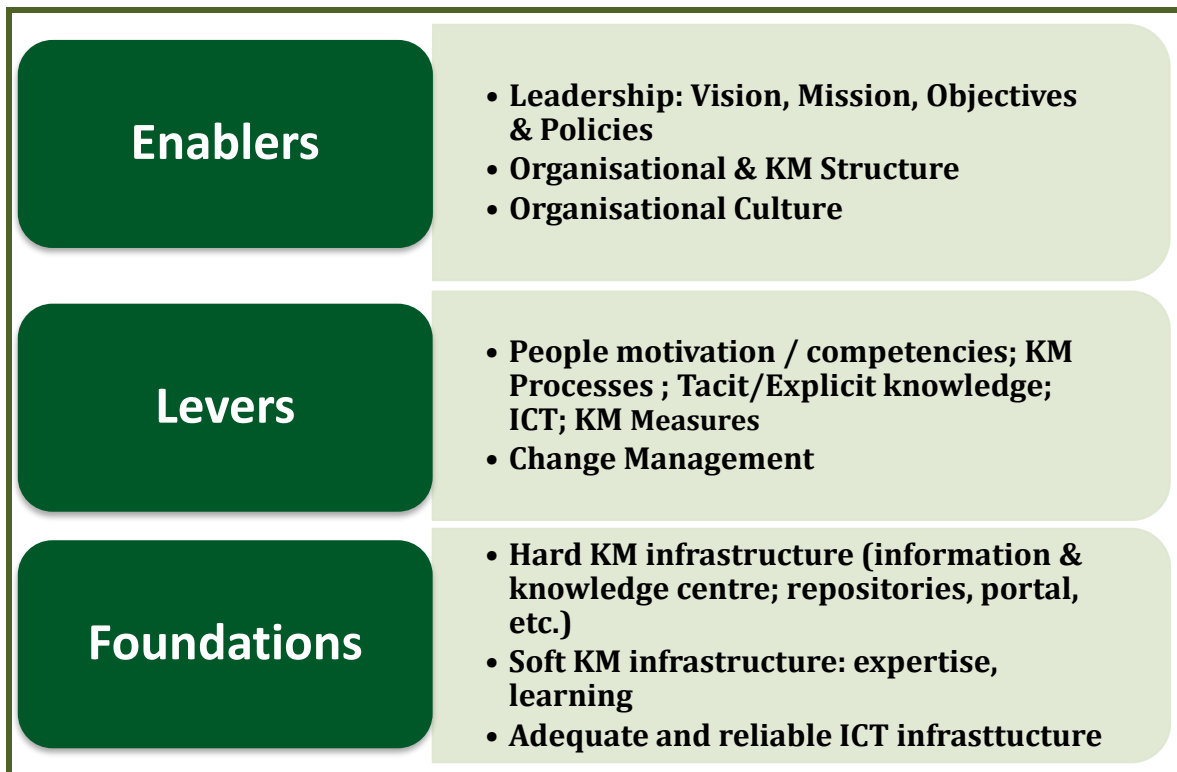 Enablers
• Leadership: Vision, Mission, Objectives
& Policies
• Organisational & KM Structure
• Organisational Culture
Levers
• People motivation / competencies; KM
Processes ; Tacit/Explicit knowledge;
ICT; KM Measures
• Change Management
Foundations
• Hard KM infrastructure (information &
knowledge centre; repositories, portal,
etc.)
• Soft KM infrastructure: expertise,
learning
• Adequate and reliable ICT infrasttucture